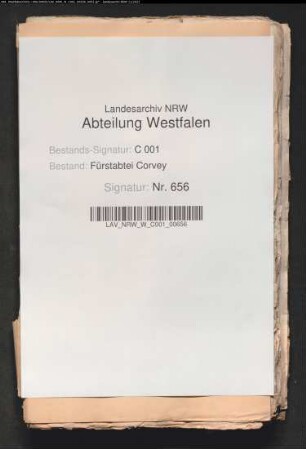 Landesarchiv NRW
Abteilung Westfalen
Bestands-Signatur: C 001
Bestand: Fürstabtei Corvey
Signatur: Nr. 656
LAV_NRW_W_C001_00656